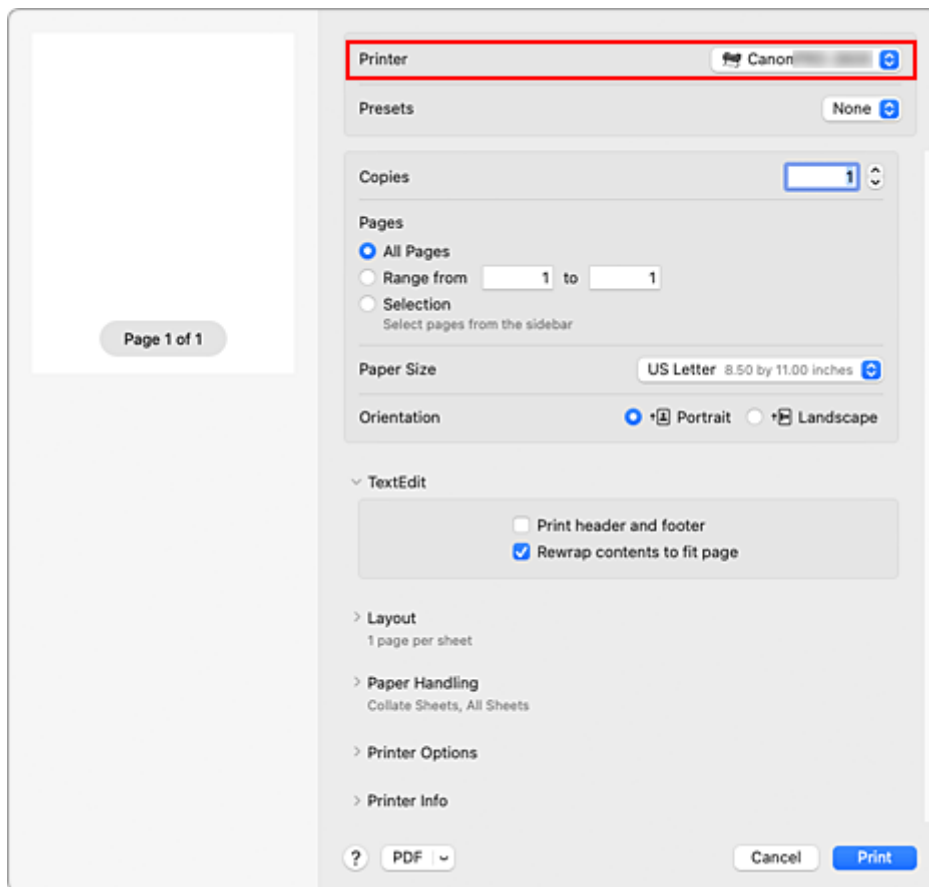 Printer Canon
Presets None
Copies 1
Pages
All Pages
Range from 1 to 1
Selection
Select pages from the sidebar
Page 1 of 1
Paper Size US Letter 8.50 by 11.00 inches
Orientation Portrait Landscape
TextEdit
Print header and footer
Rewrap contents to fit page
Layout
1 page per sheet
Paper Handling
Collate Sheets, All Sheets
Printer Options
Printer Info
? PDF Cancel Print